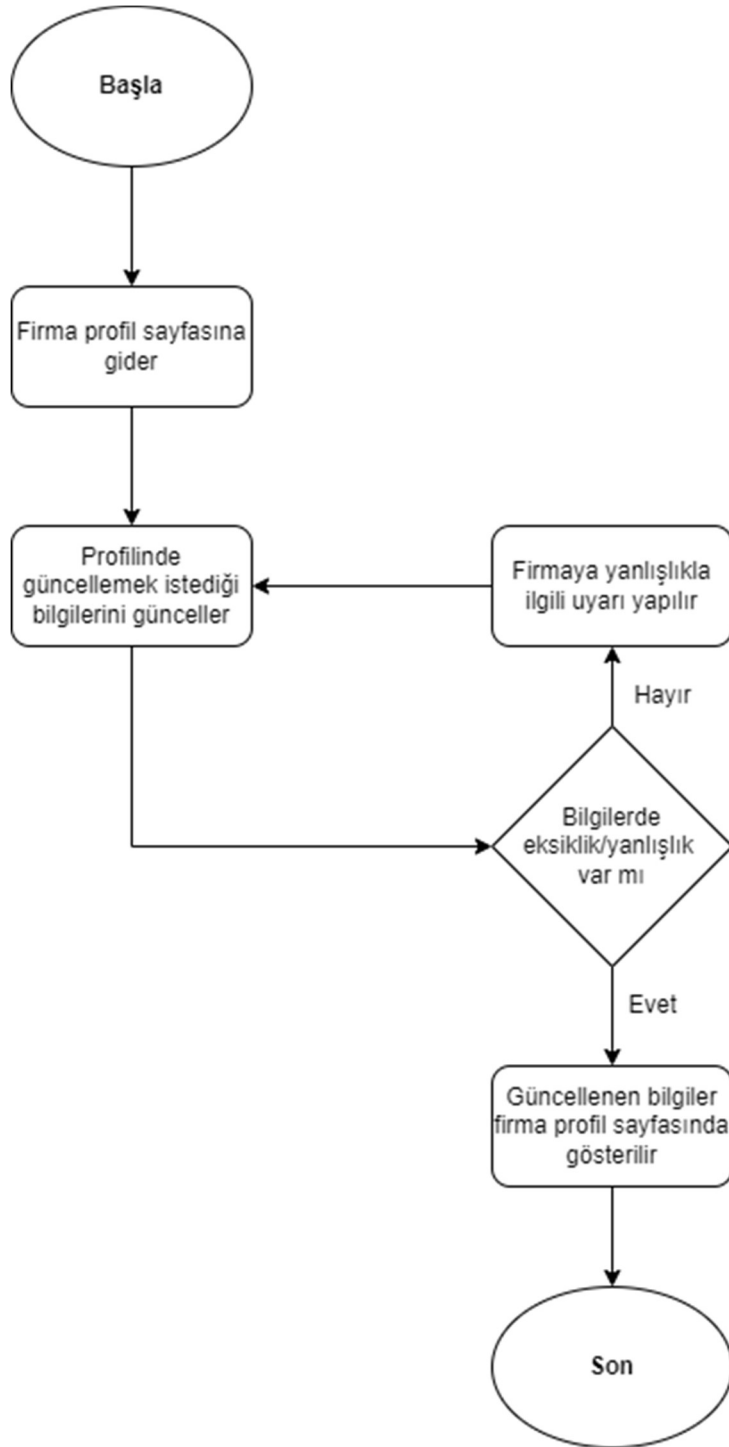 Başla
Firma profil sayfasına
gider
Profilinde
güncellemek istediği
bilgilerini günceller
Firmaya yanlışlıkla
ilgili uyarı yapılır
Hayır
Bilgilerde
eksiklik/yanlışlık
var mı
Evet
Güncellenen bilgiler
firma profil sayfasında
gösterilir
Son